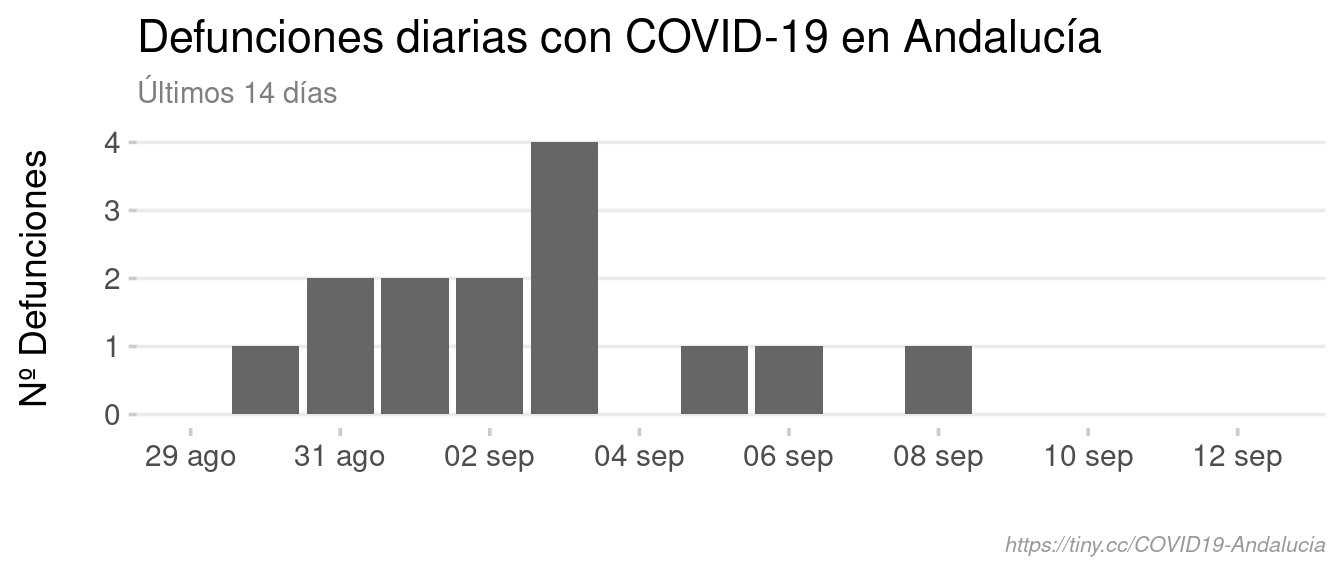 Defunciones diarias con COVID-19 en Andalucía
Últimos 14 días
Nº Defunciones
4
3
2
1
0
29 ago 31 ago 02 sep 04 sep 06 sep 08 sep 10 sep 12 sep
https://tiny.cc/COVID19-Andalucia